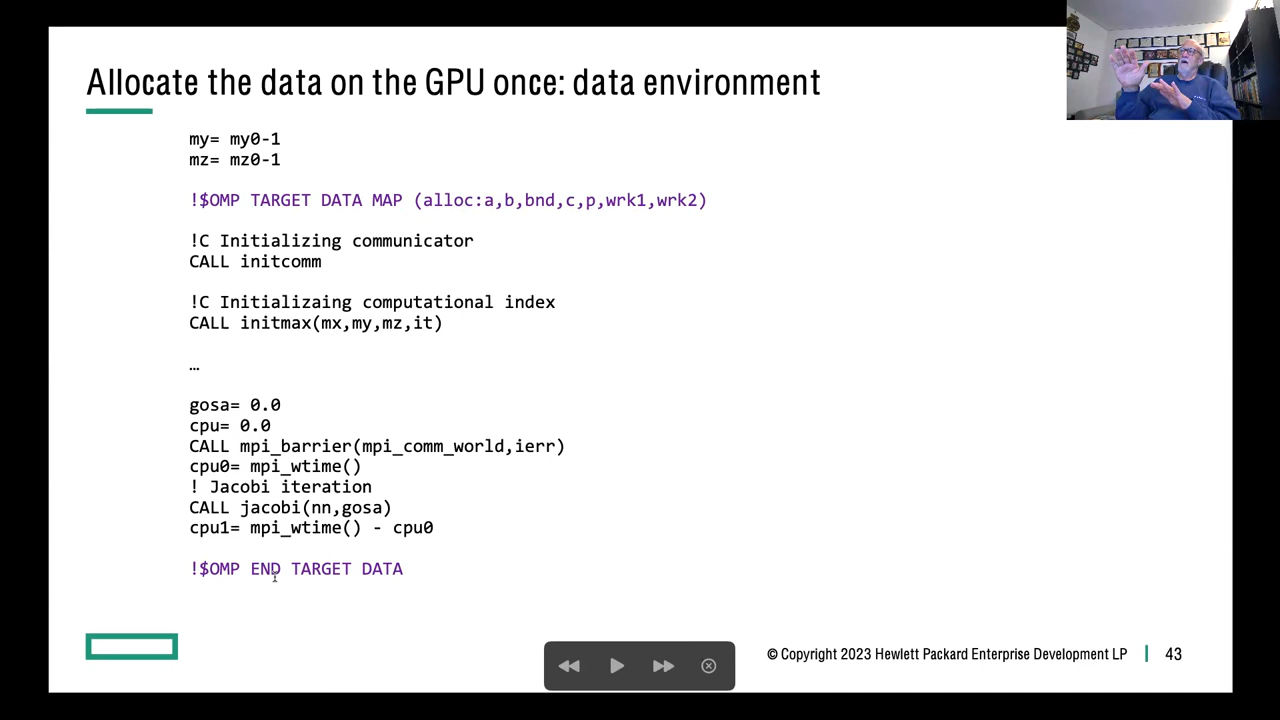 Allocate the data on the GPU once: data environment
my= my0-1
mz= mz0-1
!$OMP TARGET DATA MAP (alloc:a,b,bnd,c,p,wrk1,wrk2)
!C Initializing communicator
CALL initcomm
!C Initializaing computational index
CALL initmax(mx,my,mz,it)
…
gosa= 0.0
cpu= 0.0
CALL mpi_barrier(mpi_comm_world,ierr)
cpu0= mpi_wtime()
! Jacobi iteration
CALL jacobi(nn,gosa)
cpu1= mpi_wtime() - cpu0
!$OMP END TARGET DATA
© Copyright 2023 Hewlett Packard Enterprise Development LP
43